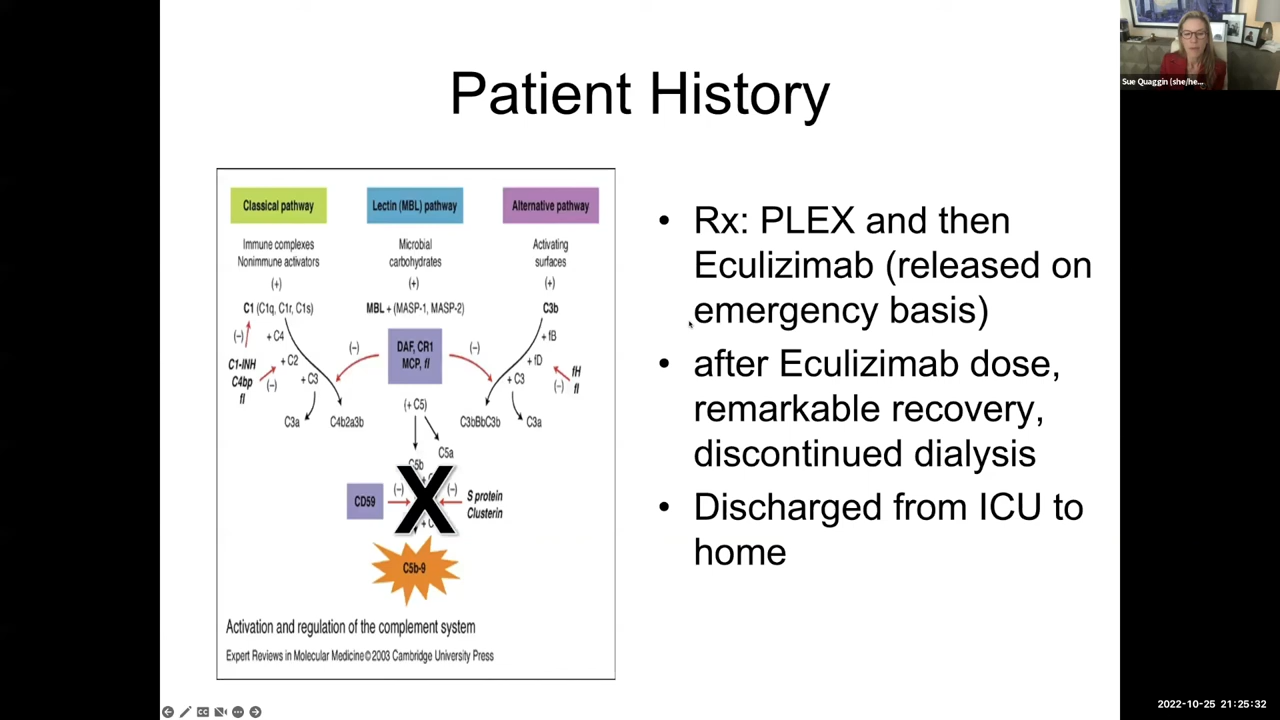 Sue Quaggin (she/he...
Patient History
Classical pathway
Lectin (MBL) pathway
Alternative pathway
Immune complexes
Nonimmune activators
Microbial
carbohydrates
Activating
surfaces
(+)
(+)
(+)
C1 (C1q, C1r, C1s)
MBL + (MASP-1, MASP-2)
C3b
(–)
+ C4
+ C2
+ C3
C1-INH
C4bp
fI
(–)
(–)
DAF, CR1
MCP, fI
(–)
+ fB
+ fD
+ C3
fH
fI
(–)
C3a
C4b2a3b
(+ C5)
C3bBbC3b
C3a
C5b
C5a
CD59
(–)
X
(–)
S protein
Clusterin
+ C
C5b-9
Activation and regulation of the complement system
Expert Reviews in Molecular Medicine©2003 Cambridge University Press
• Rx: PLEX and then
Eculizimab (released on
emergency basis)
• after Eculizimab dose,
remarkable recovery,
discontinued dialysis
• Discharged from ICU to
home
2022-10-25 21:25:32